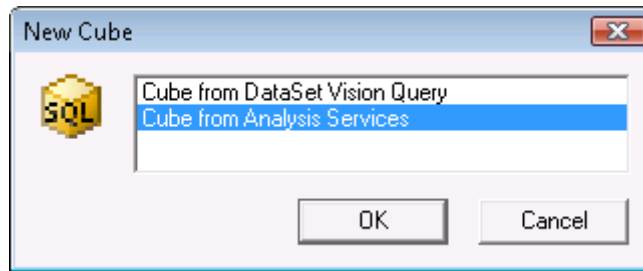 New Cube
SQL
Cube from DataSet Vision Query
Cube from Analysis Services
OK
Cancel